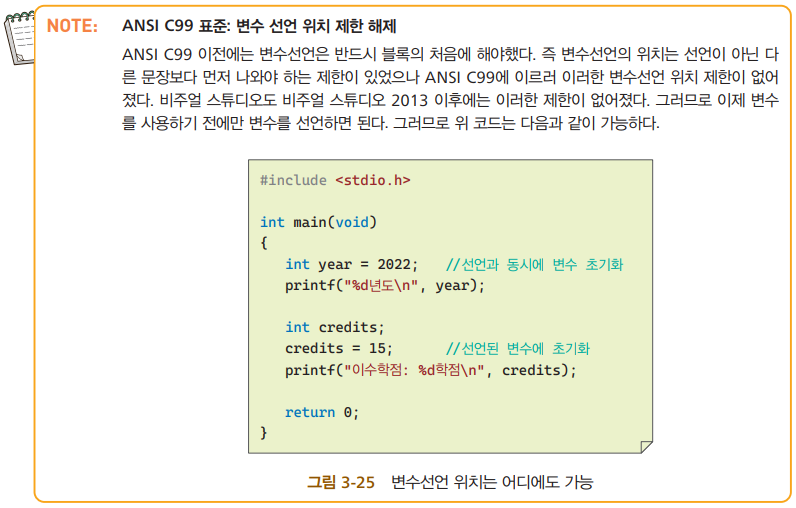 NOTE: ANSI C99 표준: 변수 선언 위치 제한 해제
ANSI C99 이전에는 변수선언은 반드시 블록의 처음에 해야했다. 즉 변수선언의 위치는 선언이 아닌 다
른 문장보다 먼저 나와야 하는 제한이 있었으나 ANSI C99에 이르러 이러한 변수선언 위치 제한이 없어
졌다. 비주얼 스튜디오도 비주얼 스튜디오 2013 이후에는 이러한 제한이 없어졌다. 그러므로 이제 변수
를 사용하기 전에만 변수를 선언하면 된다. 그러므로 위 코드는 다음과 같이 가능하다.
#include <stdio.h>
int main(void)
{
int year = 2022; //선언과 동시에 변수 초기화
printf("%d년도\n", year);
int credits;
credits = 15; //선언된 변수에 초기화
printf("이수학점: %d학점\n", credits);
return 0;
}
그림 3-25 변수선언 위치는 어디에도 가능